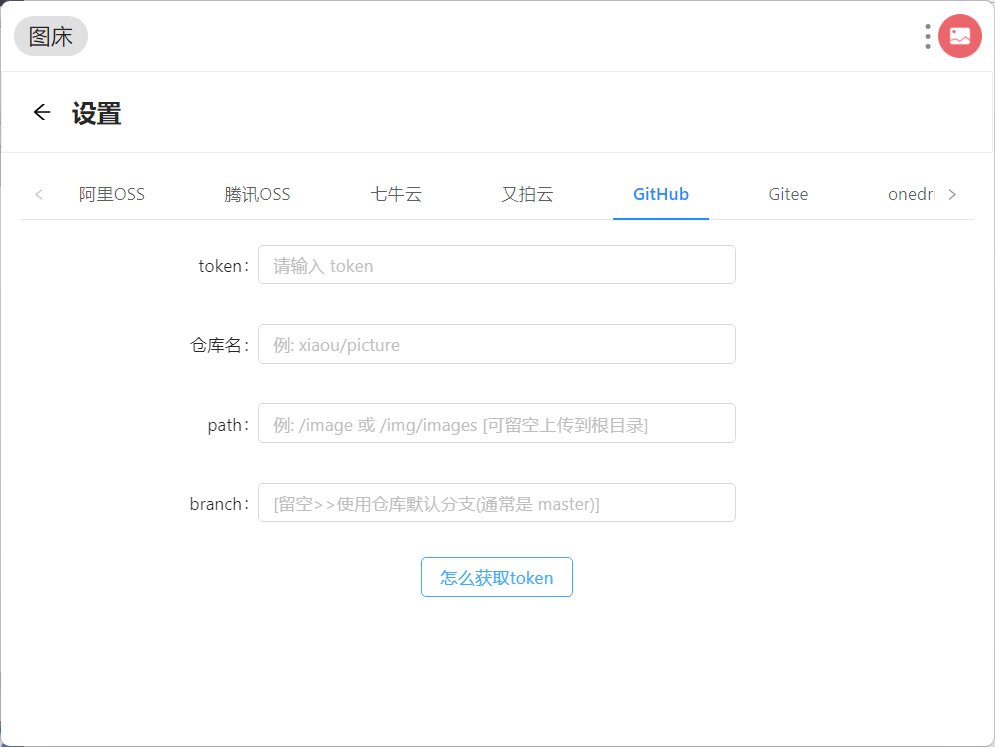 图床
设置
阿里OSS 腾讯OSS 七牛云 又拍云 GitHub Gitee onedri
token: 请输入 token
仓库名: 例: xiaou/picture
path: 例: /image 或 /img/images [可留空上传到根目录]
branch: [留空>>使用仓库默认分支(通常是 master)]
怎么获取token